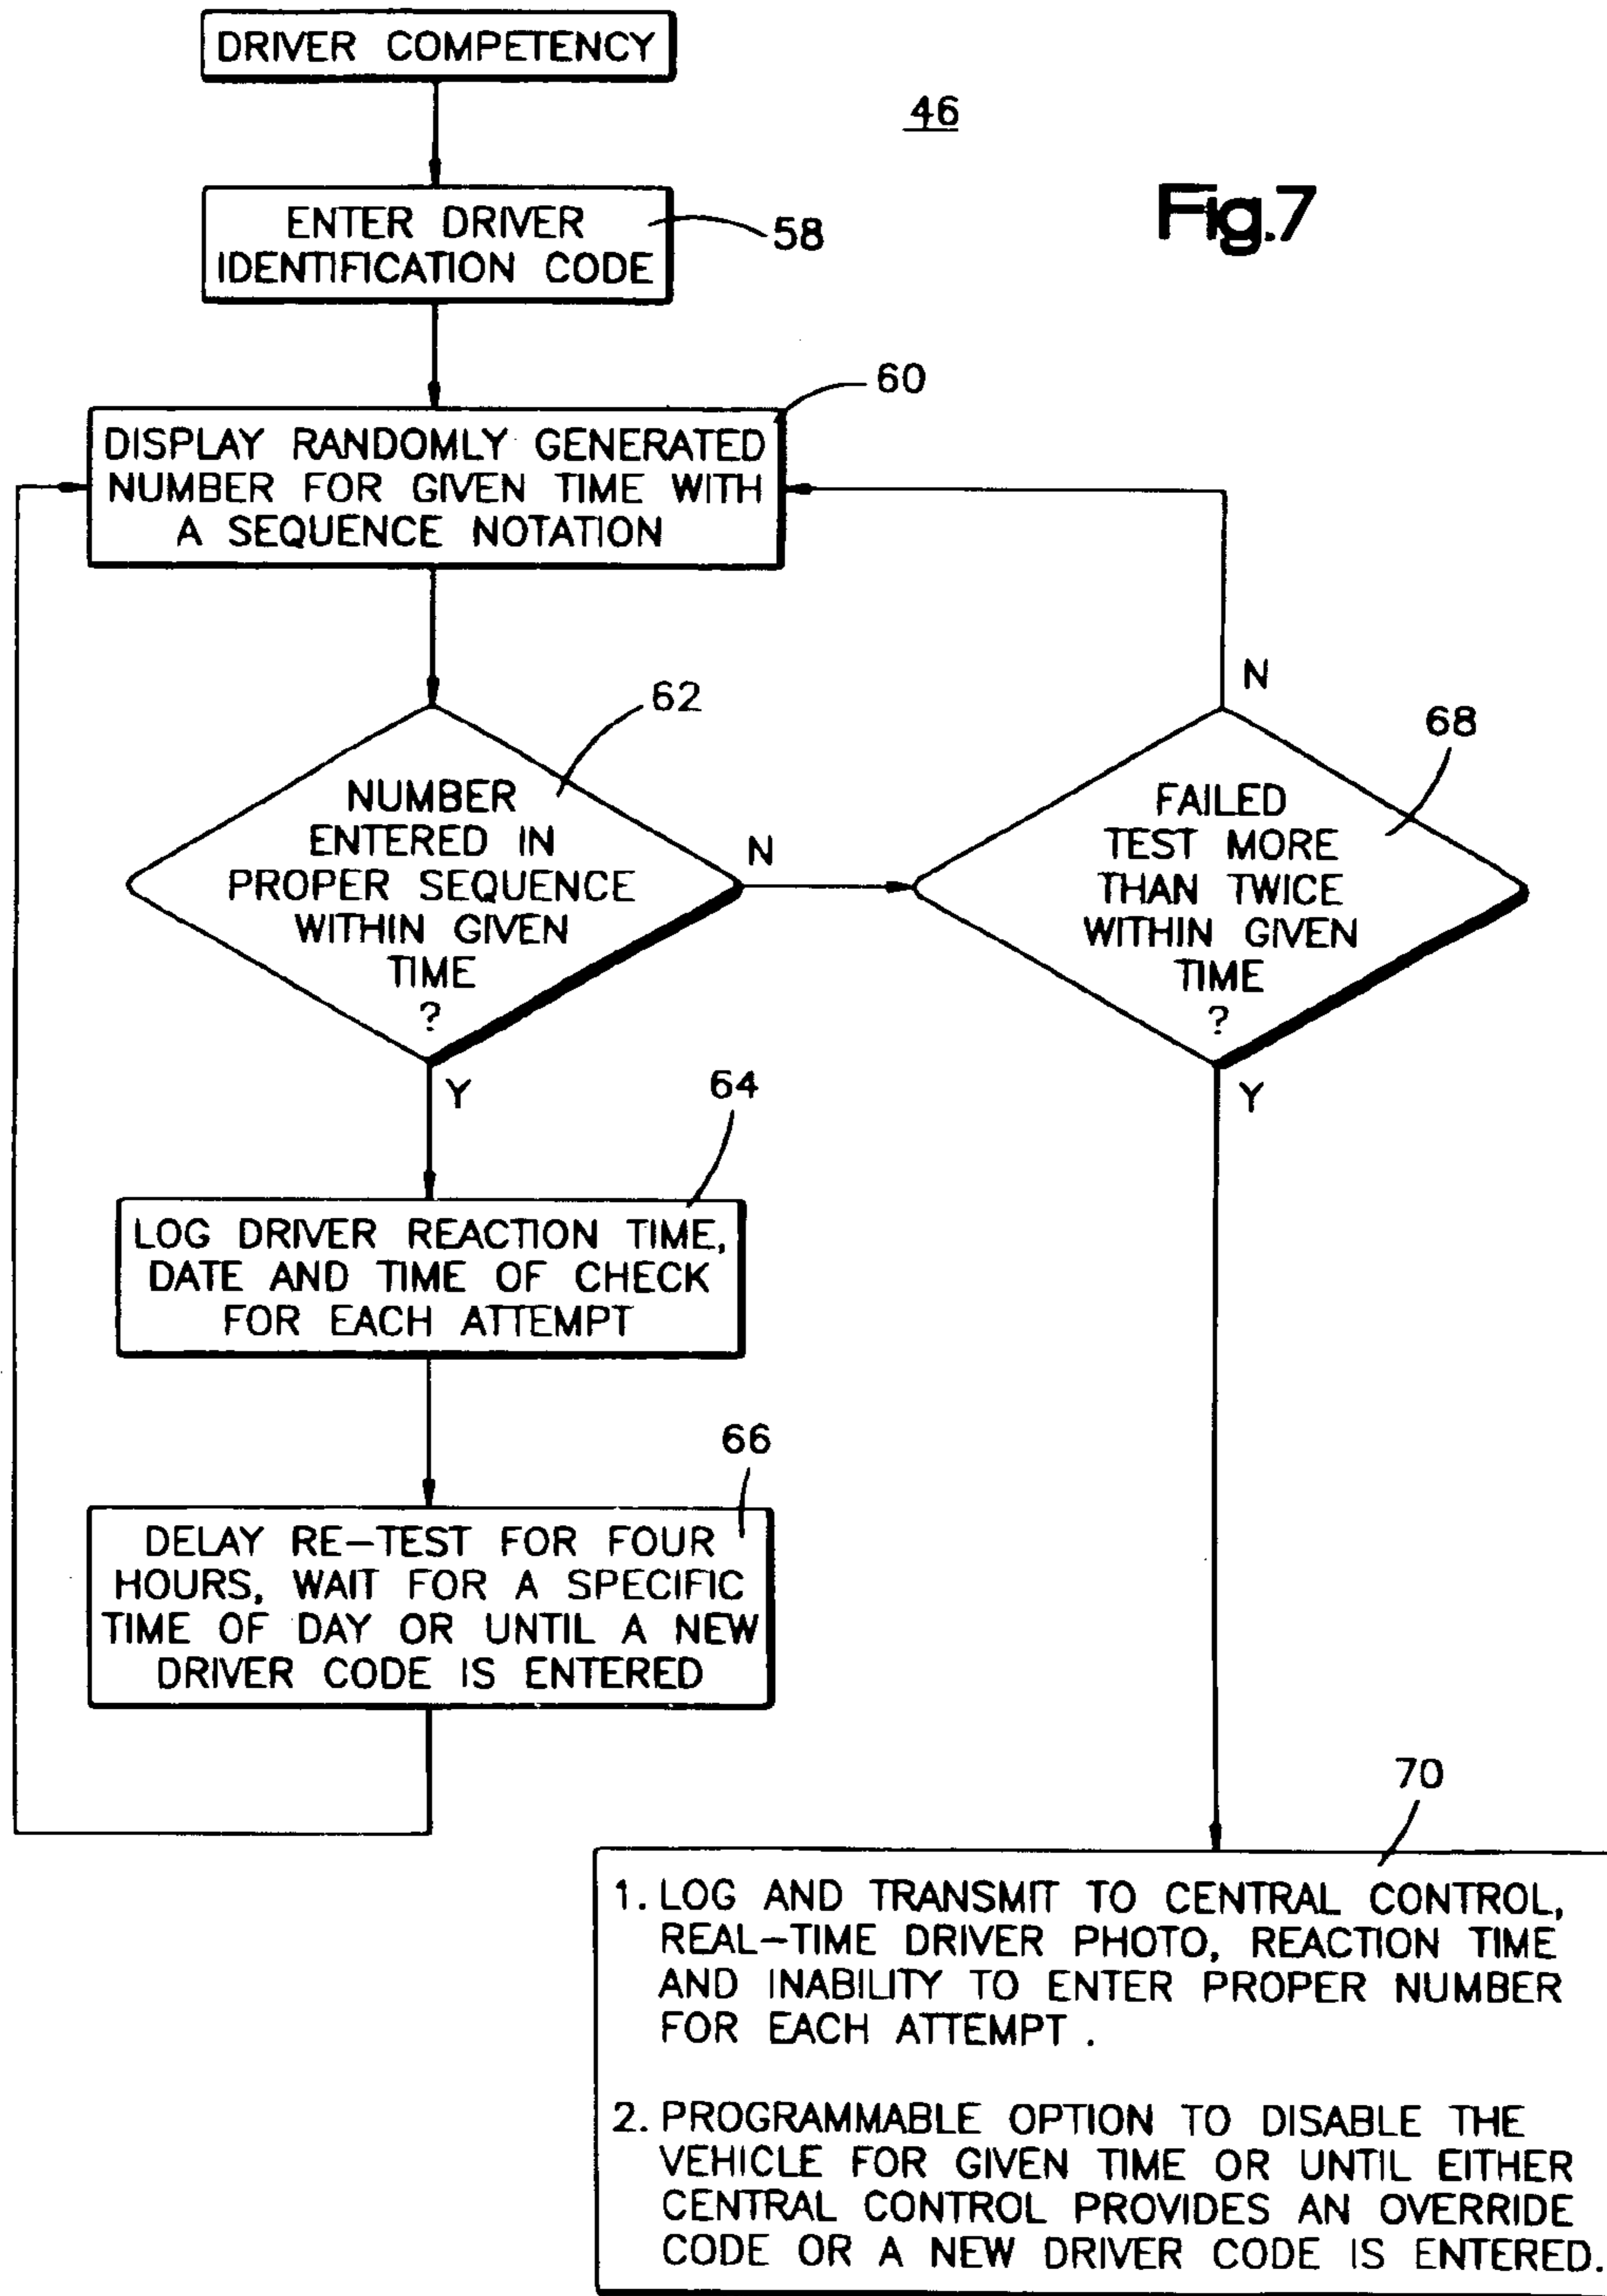 DRIVER COMPETENCY
46
Fig.7
ENTER DRIVER
IDENTIFICATION CODE
58
60
DISPLAY RANDOMLY GENERATED
NUMBER FOR GIVEN TIME WITH
A SEQUENCE NOTATION
62
NUMBER
ENTERED IN
PROPER SEQUENCE
WITHIN GIVEN
TIME
?
N
Y
N
68
FAILED
TEST MORE
THAN TWICE
WITHIN GIVEN
TIME
?
Y
64
LOG DRIVER REACTION TIME,
DATE AND TIME OF CHECK
FOR EACH ATTEMPT
66
DELAY RE-TEST FOR FOUR
HOURS, WAIT FOR A SPECIFIC
TIME OF DAY OR UNTIL A NEW
DRIVER CODE IS ENTERED
70
1. LOG AND TRANSMIT TO CENTRAL CONTROL,
REAL-TIME DRIVER PHOTO, REACTION TIME
AND INABILITY TO ENTER PROPER NUMBER
FOR EACH ATTEMPT .
2. PROGRAMMABLE OPTION TO DISABLE THE
VEHICLE FOR GIVEN TIME OR UNTIL EITHER
CENTRAL CONTROL PROVIDES AN OVERRIDE
CODE OR A NEW DRIVER CODE IS ENTERED.